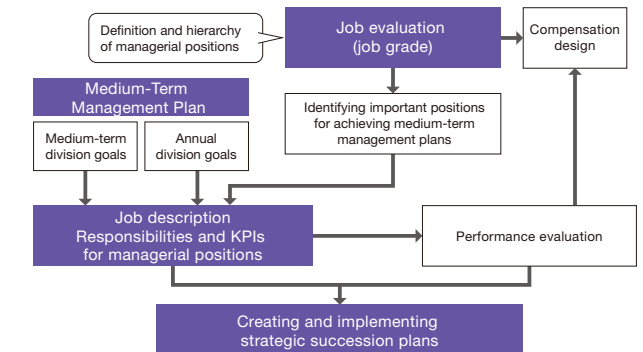 Definition and hierarchy
of managerial positions
Job evaluation
(job grade)
Compensation
design
Medium-Term
Management Plan
Identifying important positions
for achieving medium-term
management plans
Medium-term
division goals
Annual
division goals
Job description
Responsibilities and KPIs
for managerial positions
Performance evaluation
Creating and implementing
strategic succession plans